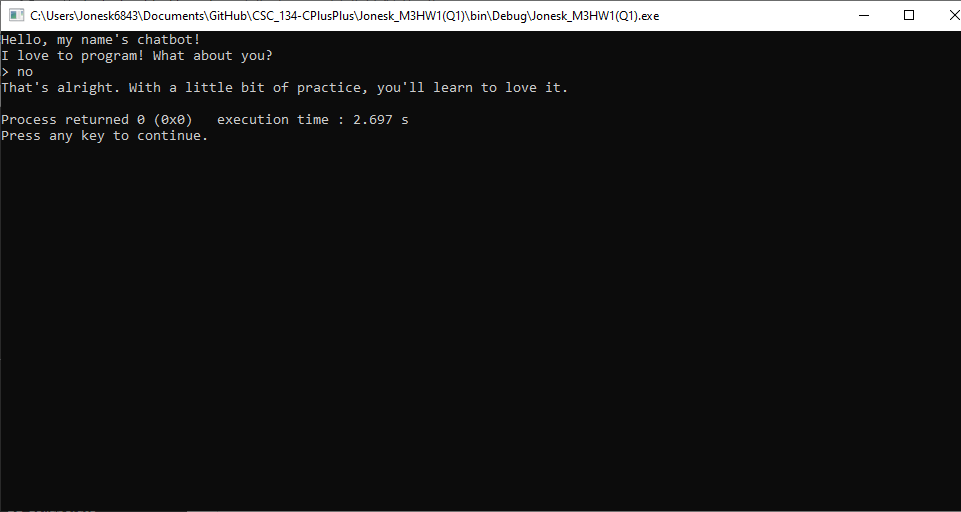 C:\Users\Jonesk6843\Documents\GitHub\CSC_134-CPlusPlus\Jonesk_M3HW1(Q1)\bin\Debug\Jonesk_M3HW1(Q1).exe
Hello, my name's chatbot!
I love to program! What about you?
> no
That's alright. With a little bit of practice, you'll learn to love it.
Process returned 0 (0x0)   execution time : 2.697 s
Press any key to continue.